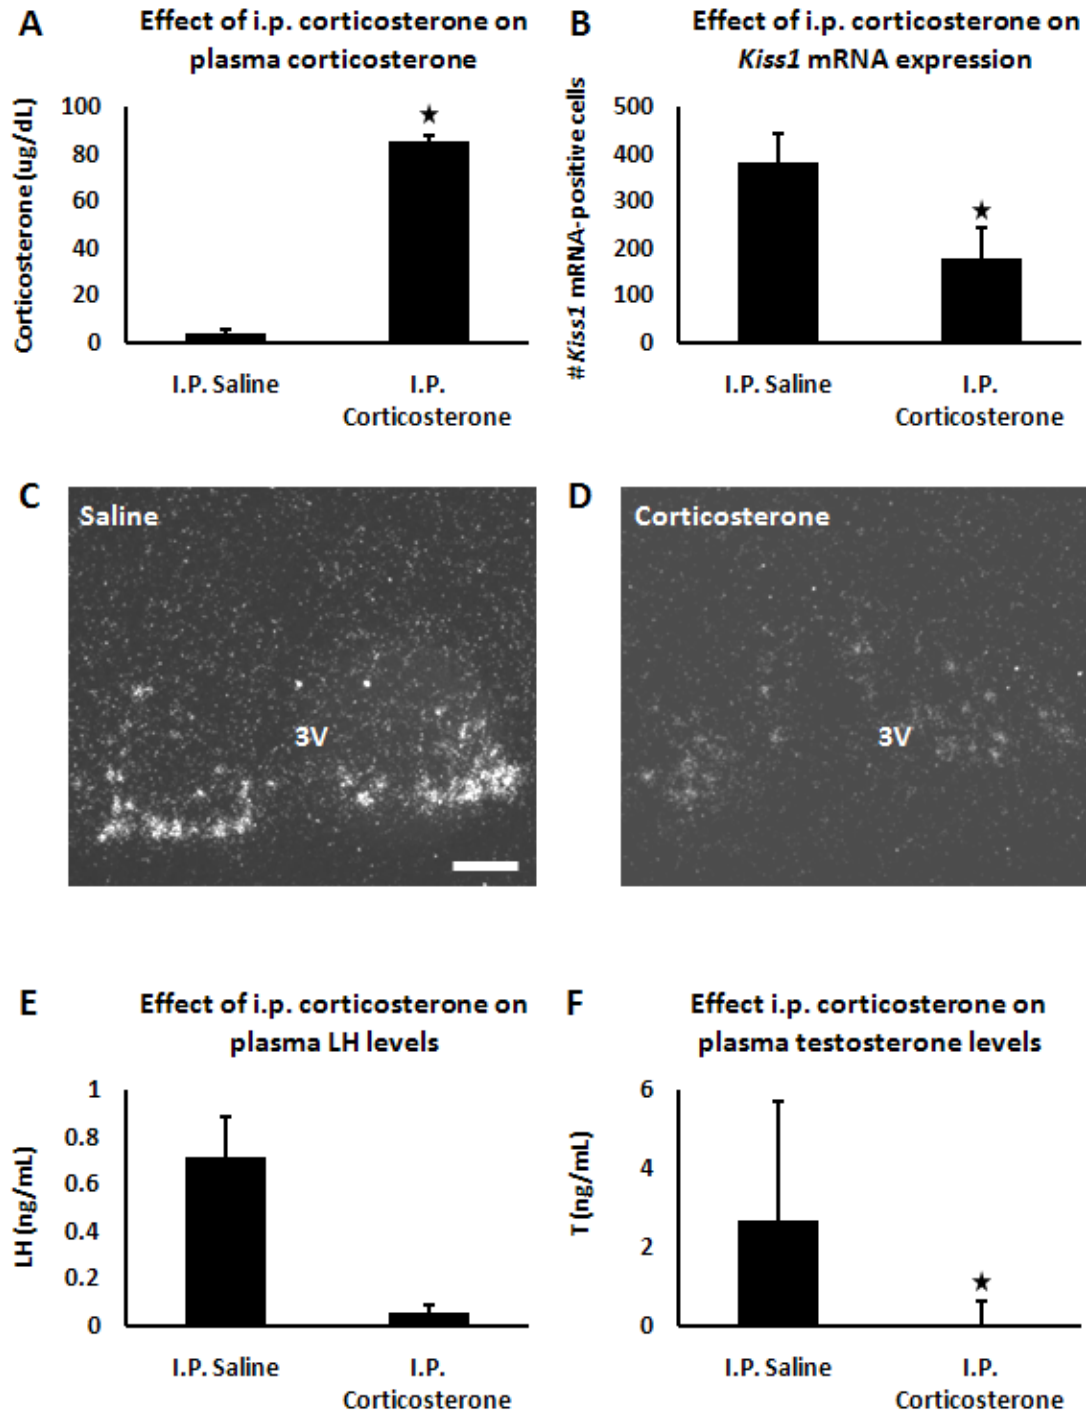 A
Effect of i.p. corticosterone on
plasma corticosterone
Corticosterone (ug/dL)
100
80
60
40
20
0
★
I.P. Saline
I.P.
Corticosterone
B
Effect of i.p. corticosterone on
Kiss1 mRNA expression
#Kiss1 mRNA-positive cells
500
400
300
200
100
0
★
I.P. Saline
I.P.
Corticosterone
C
Saline
3V
D
Corticosterone
3V
E
Effect of i.p. corticosterone on
plasma LH levels
LH (ng/mL)
1
0.8
0.6
0.4
0.2
0
I.P. Saline
I.P.
Corticosterone
F
Effect i.p. corticosterone on
plasma testosterone levels
T (ng/mL)
6
4
2
0
★
I.P. Saline
I.P.
Corticosterone